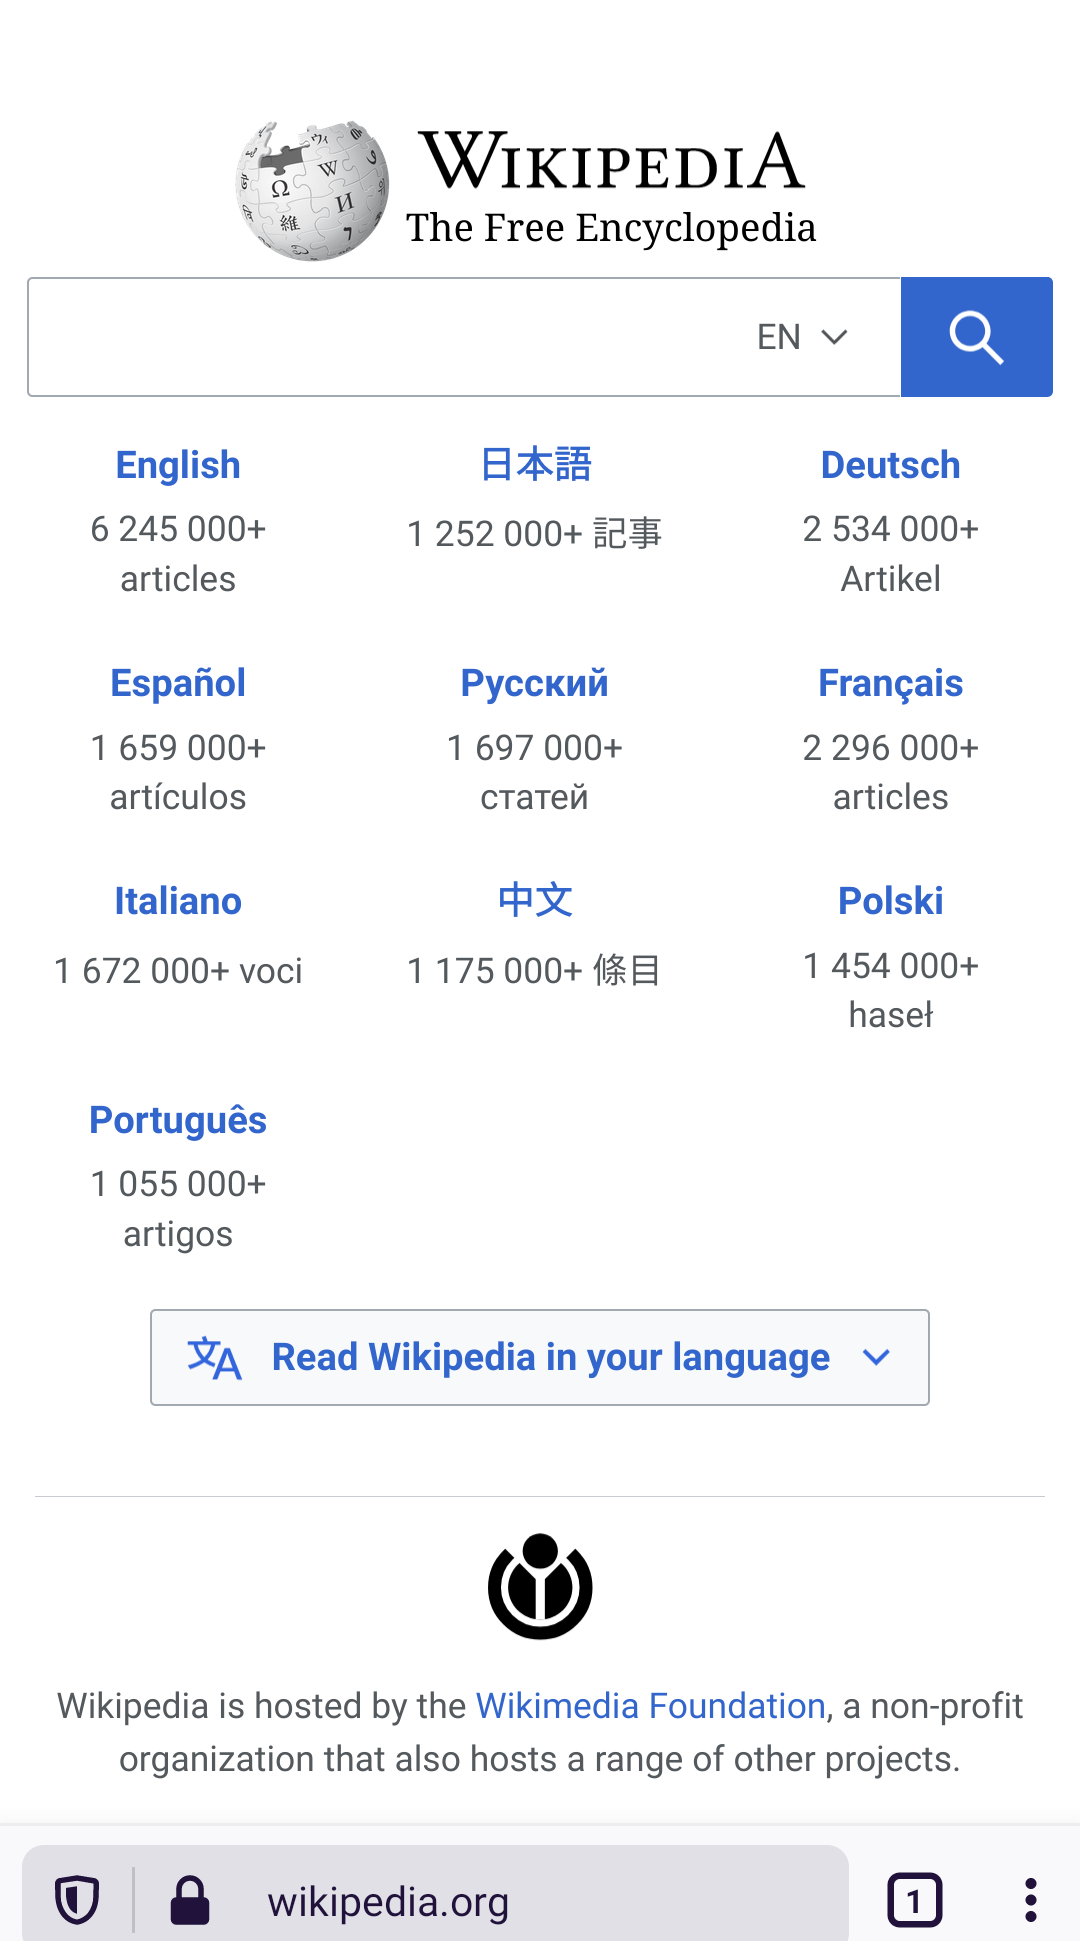 WIKIPEDIA
The Free Encyclopedia
EN
English
6 245 000+
articles
日本語
1 252 000+ 記事
Deutsch
2 534 000+
Artikel
Español
1 659 000+
artículos
Русский
1 697 000+
статей
Français
2 296 000+
articles
Italiano
1 672 000+ voci
中文
1 175 000+ 條目
Polski
1 454 000+
haseł
Português
1 055 000+
artigos
Read Wikipedia in your language
Wikipedia is hosted by the Wikimedia Foundation, a non-profit
organization that also hosts a range of other projects.
wikipedia.org
1